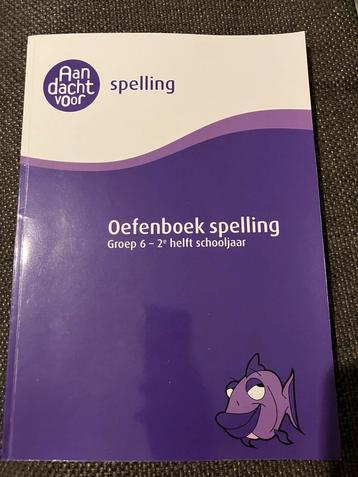 Aan
dacht
voor
spelling
Oefenboek spelling
Groep 6 – 2e helft schooljaar